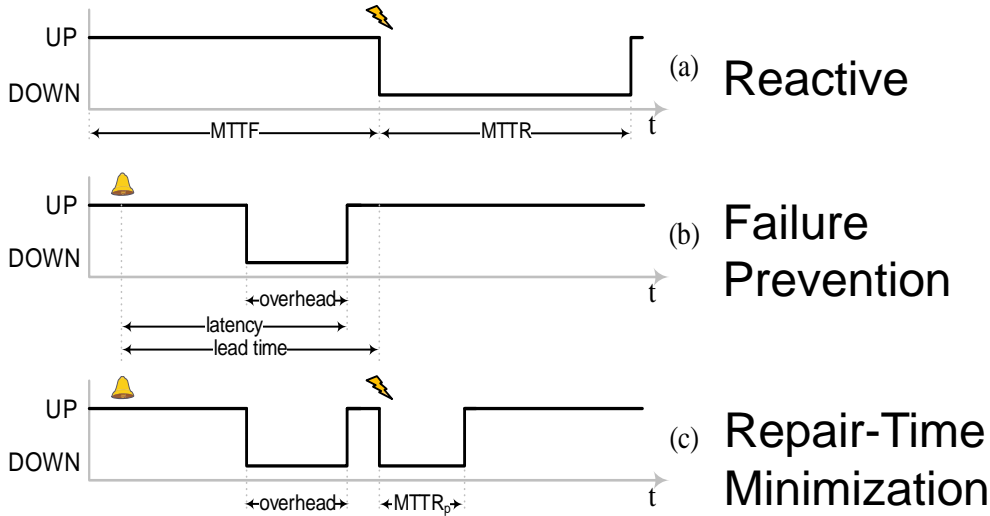 UP
DOWN
MTTF
MTTR
t
(a)
Reactive
UP
DOWN
overhead
latency
lead time
t
(b)
Failure
Prevention
UP
DOWN
overhead
MTTRp
t
(c)
Repair-Time
Minimization